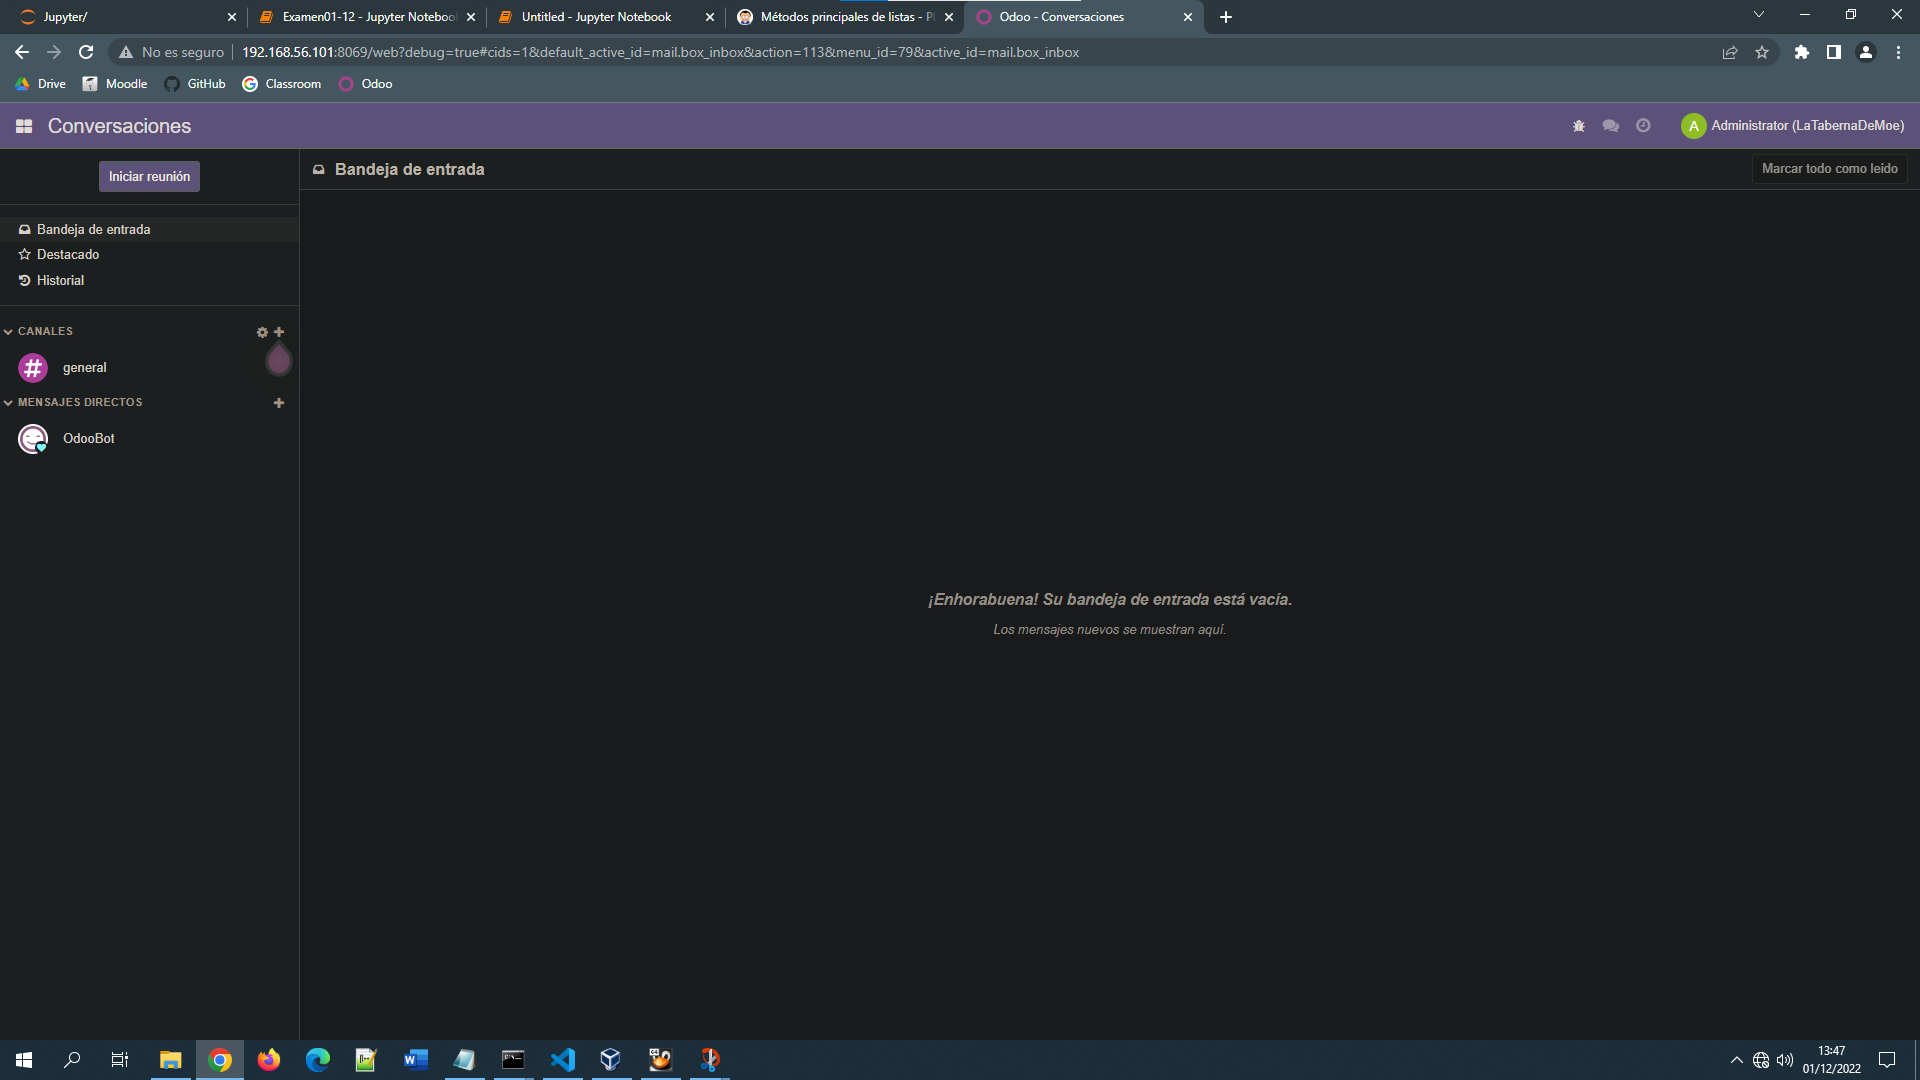 Jupyter/
Examen01-12 - Jupyter Notebook
Untitled - Jupyter Notebook
Métodos principales de listas - 
Odoo - Conversaciones
No es seguro
192.168.56.101:8069/web?debug=true#cids=1&default_active_id=mail.box_inbox&action=113&menu_id=79&active_id=mail.box_inbox
Drive
Moodle
GitHub
Classroom
Odoo
Conversaciones
A
Administrator (LaTabernaDeMoe)
Iniciar reunión
Bandeja de entrada
Marcar todo como leido
Bandeja de entrada
Destacado
Historial
CANALES
general
MENSAJES DIRECTOS
OdooBot
¡Enhorabuena! Su bandeja de entrada está vacía.
Los mensajes nuevos se muestran aquí.
13:47
01/12/2022